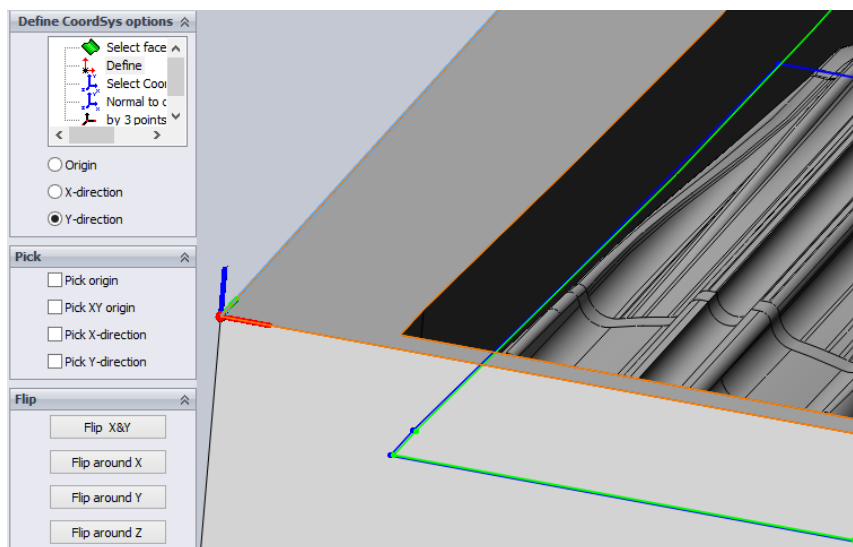 Define CoordSys options
Select face
Define
Select Coor
Normal to c
by 3 points
Origin
X-direction
Y-direction
Pick
Pick origin
Pick XY origin
Pick X-direction
Pick Y-direction
Flip
Flip X&Y
Flip around X
Flip around Y
Flip around Z